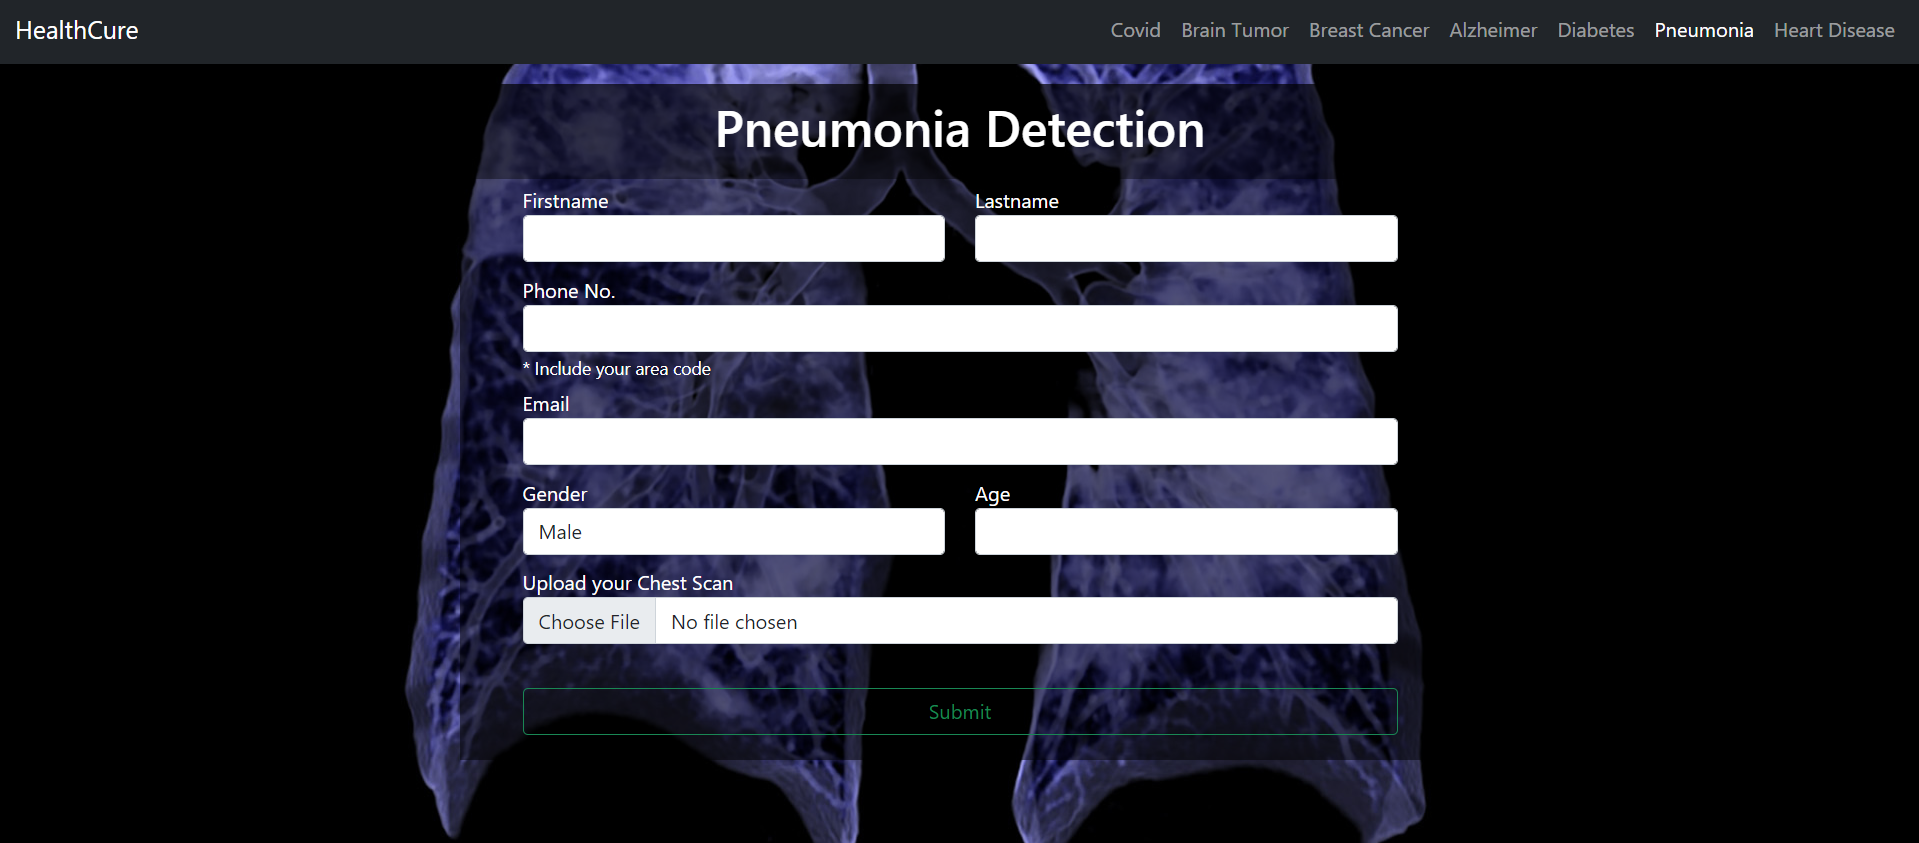 HealthCure Covid Brain Tumor Breast Cancer Alzheimer Diabetes Pneumonia Heart Disease
Pneumonia Detection
Firstname Lastname
Phone No.
* Include your area code
Email
Gender Age
Male
Upload your Chest Scan
Choose File No file chosen
Submit